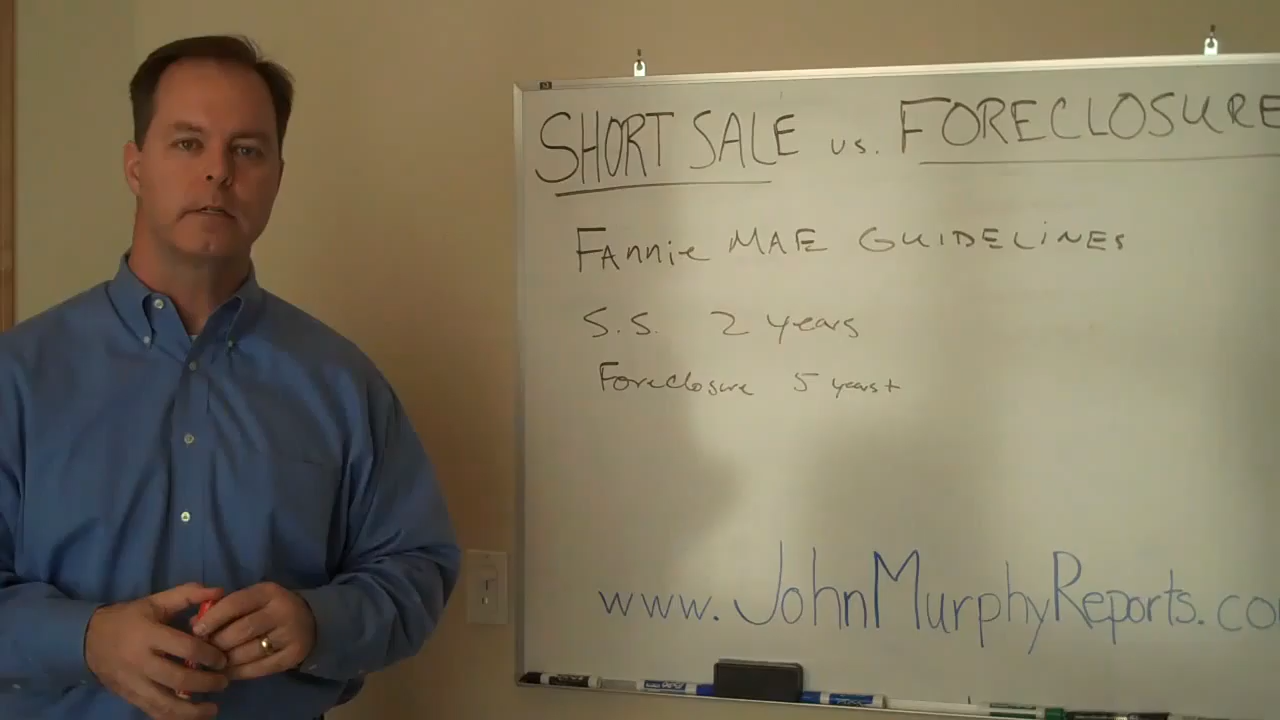 SHORT SALE vs. FORECLOSURE
FAnnie MAE GUIDELINES
S.S. 2 years
Foreclosure 5 years+
www.JohnMurphyReports.co